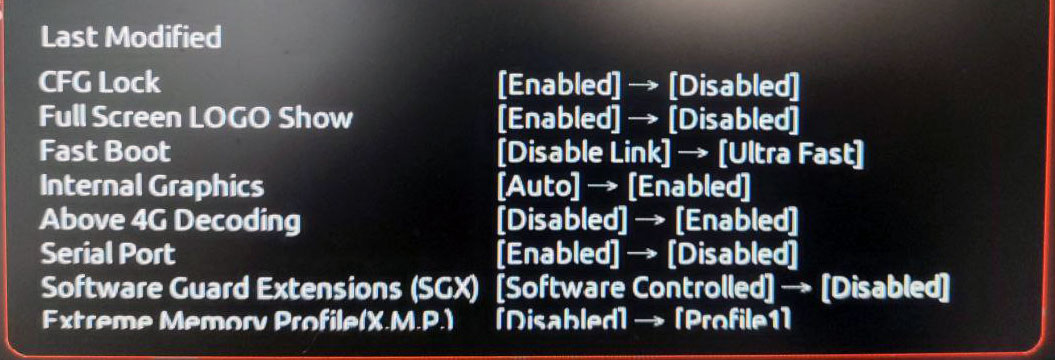 Last Modified
CFG Lock [Enabled] → [Disabled]
Full Screen LOGO Show [Enabled] → [Disabled]
Fast Boot [Disable Link] → [Ultra Fast]
Internal Graphics [Auto] → [Enabled]
Above 4G Decoding [Disabled] → [Enabled]
Serial Port [Enabled] → [Disabled]
Software Guard Extensions (SGX) [Software Controlled] → [Disabled]
Extreme Memory Profile(X.M.P.) [Disabled] → [Profile1]